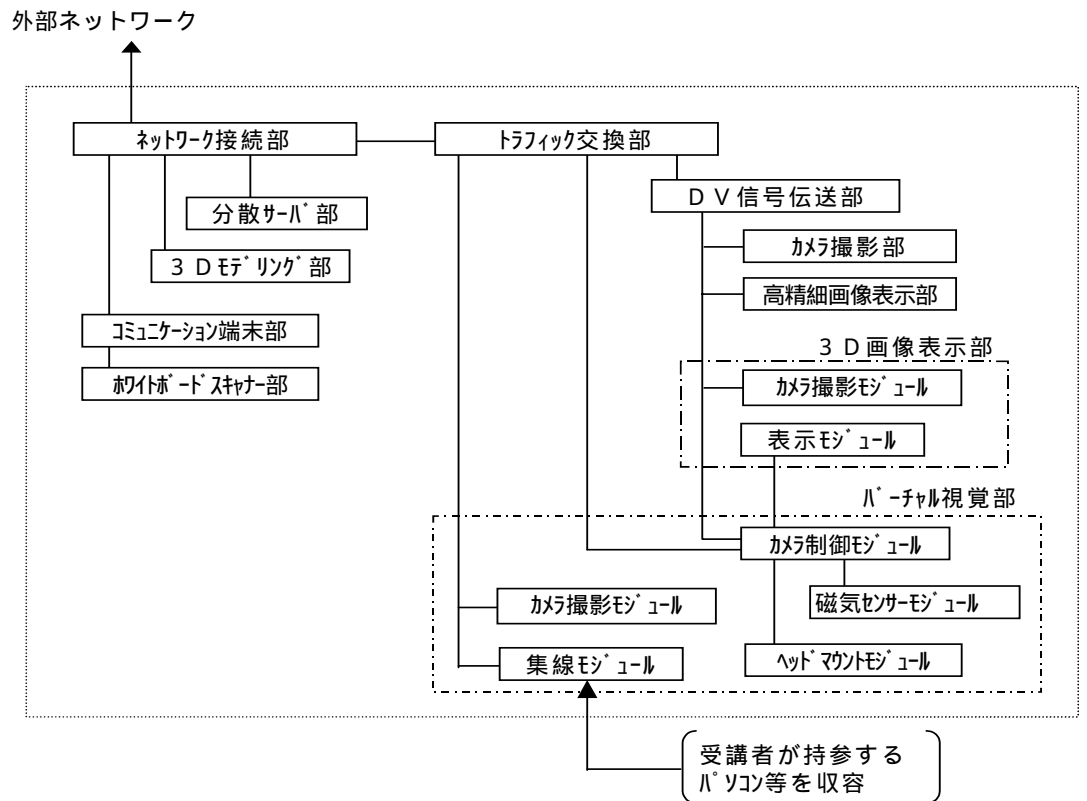 外部ネットワーク
ﾈｯﾄﾜｰｸ接続部
ﾄﾗﾌｨｯｸ交換部
ＤＶ信号伝送部
分散ｻｰﾊﾞ部
ｶﾒﾗ撮影部
３Ｄﾓﾃﾞﾘﾝｸﾞ部
高精細画像表示部
ｺﾐｭﾆｹｰｼｮﾝ端末部
３Ｄ画像表示部
ﾎﾜｲﾄﾎﾞｰﾄﾞｽｷｬﾅｰ部
ｶﾒﾗ撮影ﾓｼﾞｭｰﾙ
表示ﾓｼﾞｭｰﾙ
ﾊﾞｰﾁｬﾙ視覚部
ｶﾒﾗ制御ﾓｼﾞｭｰﾙ
ｶﾒﾗ撮影ﾓｼﾞｭｰﾙ
磁気ｾﾝｻｰﾓｼﾞｭｰﾙ
集線ﾓｼﾞｭｰﾙ
ﾍｯﾄﾞﾏｳﾝﾄﾓｼﾞｭｰﾙ
受講者が持参する
ﾊﾟｿｺﾝ等を収容